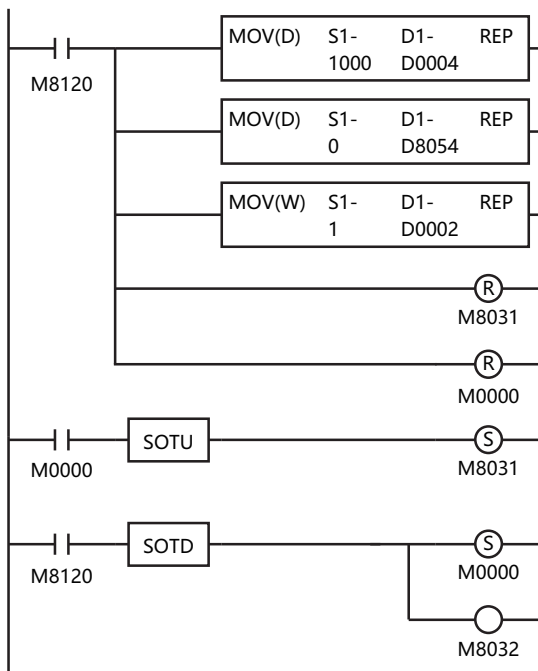 MOV(D) S1- D1- REP
1000 D0004
M8120
MOV(D) S1- D1- REP
0 D8054
MOV(W) S1- D1- REP
1 D0002
R
M8031
R
M0000
SOTU S
M0000 M8031
SOTD S
M8120 M0000
M8032